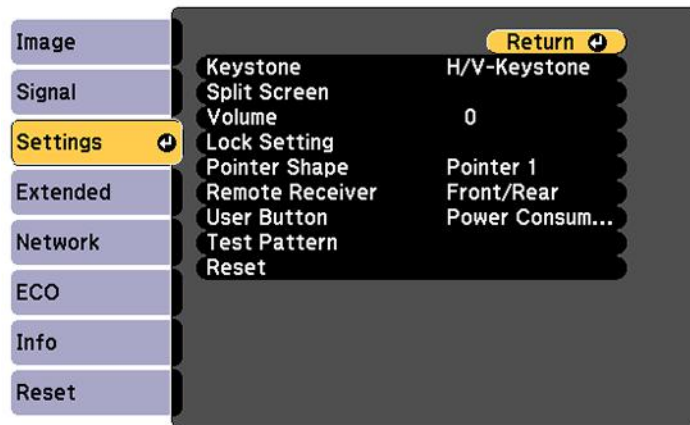 Image
Signal
Settings
Extended
Network
ECO
Info
Reset
Return
Keystone H/V-Keystone
Split Screen
Volume 0
Lock Setting
Pointer Shape Pointer 1
Remote Receiver Front/Rear
User Button Power Consum...
Test Pattern
Reset